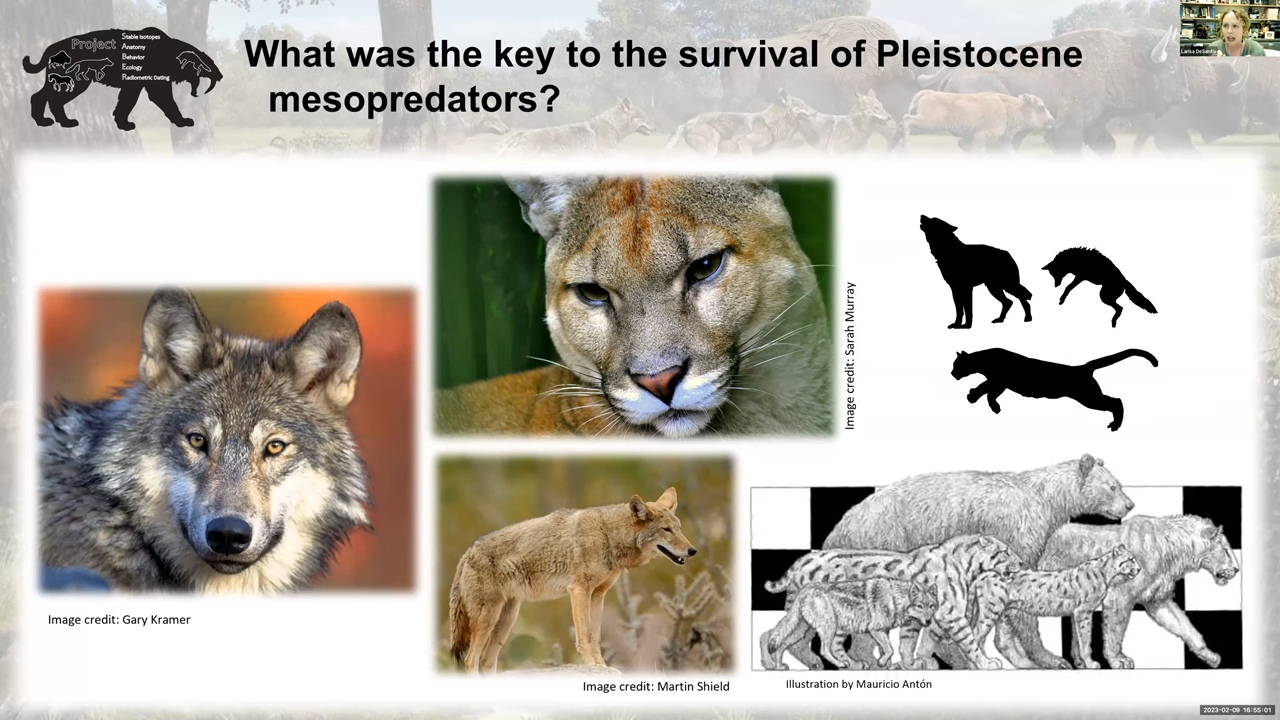 Project
Stable Isotopes
Anatomy
Behavior
Ecology
Radiometric Dating
What was the key to the survival of Pleistocene
mesopredators?
Larisa DeSantis
Image credit: Sarah Murray
Image credit: Gary Kramer
Image credit: Martin Shield
Illustration by Mauricio Antón
2023-02-09 16:55:01